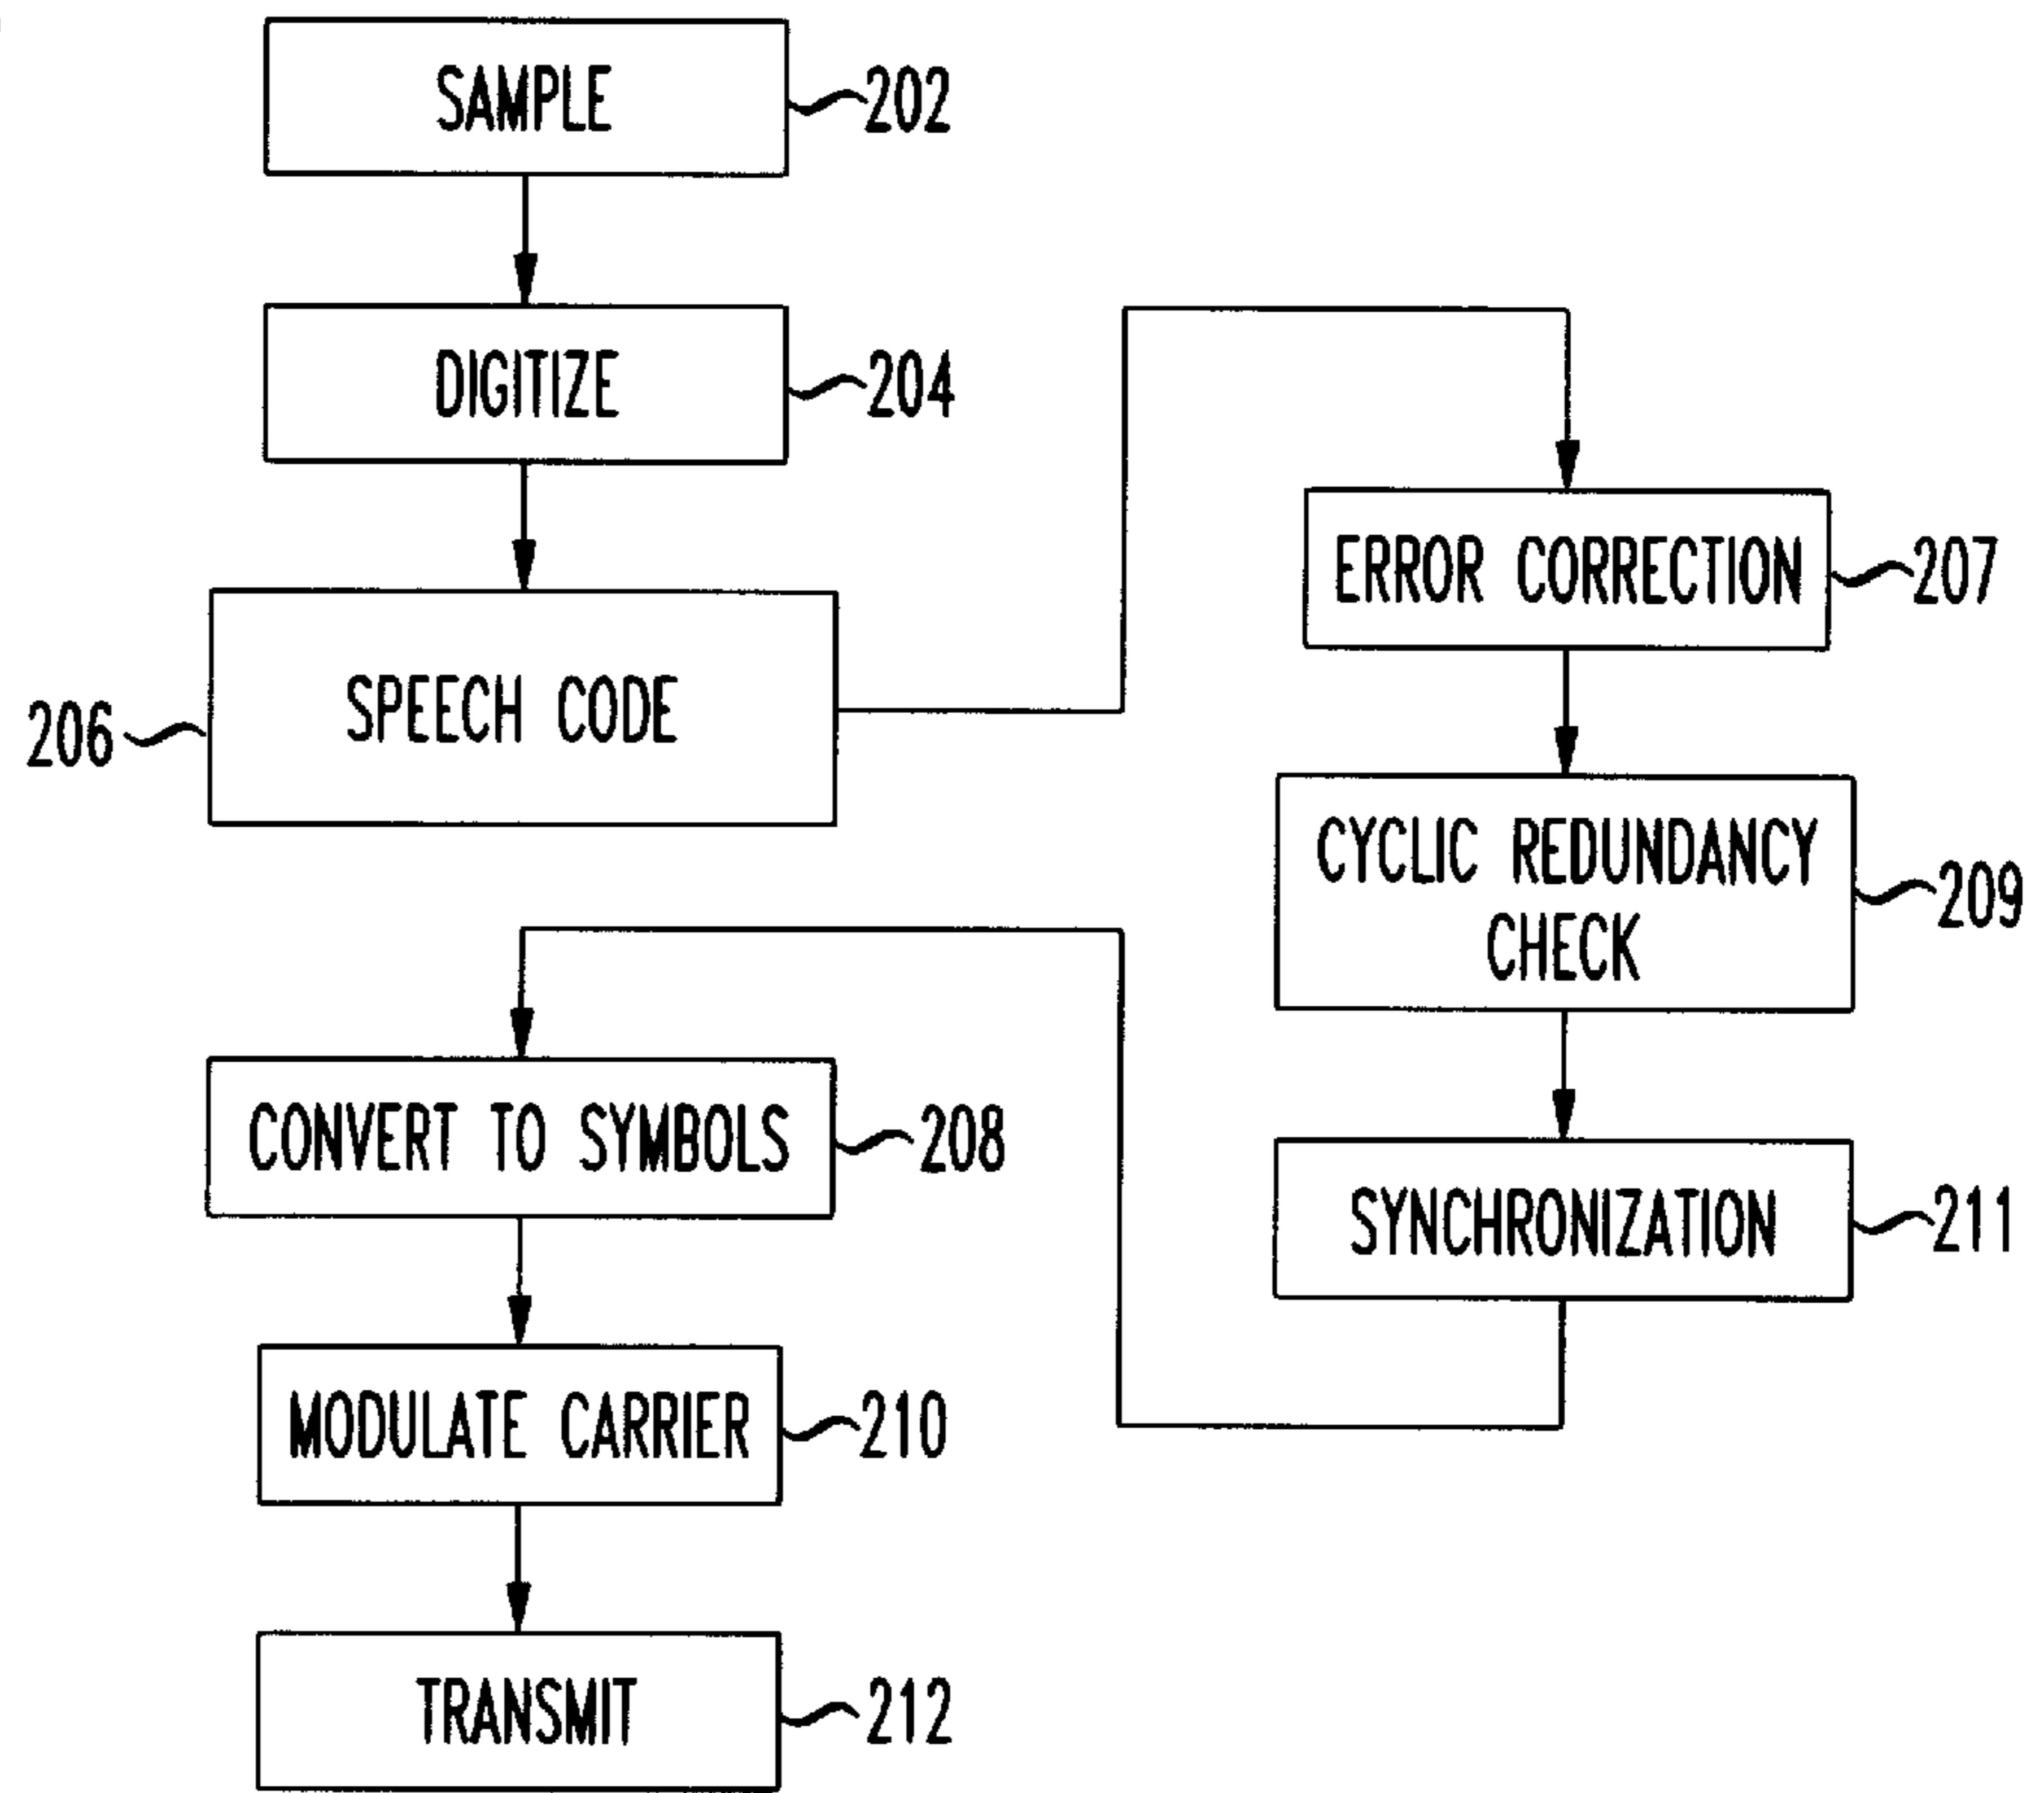 SAMPLE
202
DIGITIZE
204
SPEECH CODE
206
ERROR CORRECTION
207
CYCLIC REDUNDANCY
CHECK
209
SYNCHRONIZATION
211
CONVERT TO SYMBOLS
208
MODULATE CARRIER
210
TRANSMIT
212